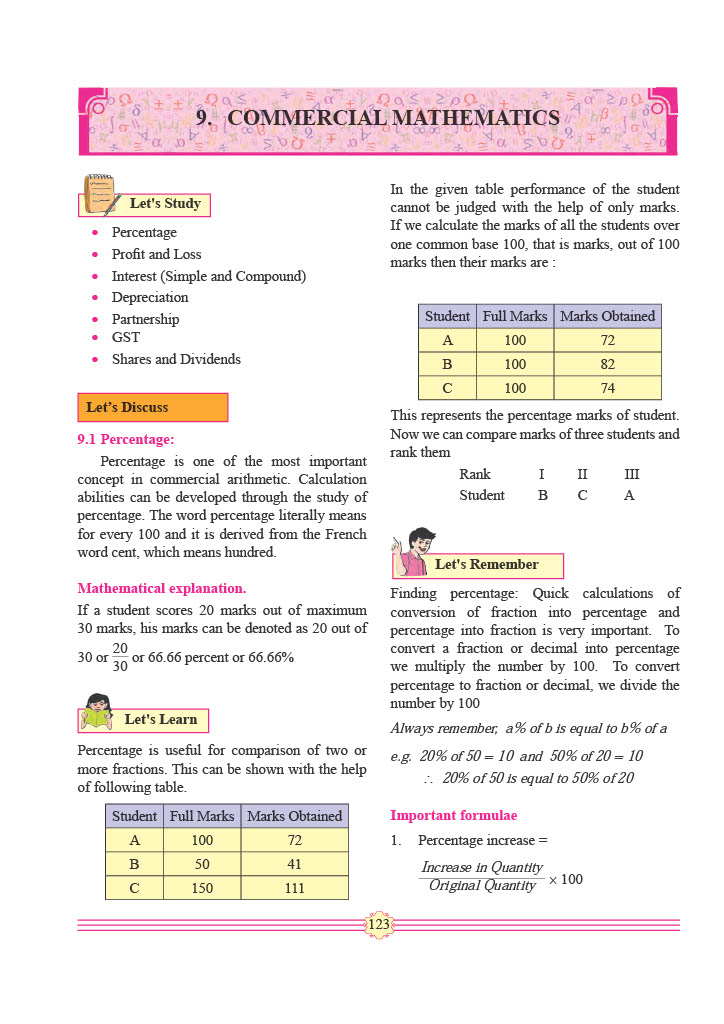 9. COMMERCIAL MATHEMATICS
Let's Study
• Percentage
• Profit and Loss
• Interest (Simple and Compound)
• Depreciation
• Partnership
• GST
• Shares and Dividends
Let's Discuss
9.1 Percentage:
Percentage is one of the most important
concept in commercial arithmetic. Calculation
abilities can be developed through the study of
percentage. The word percentage literally means
for every 100 and it is derived from the French
word cent, which means hundred.
Mathematical explanation.
If a student scores 20 marks out of maximum
30 marks, his marks can be denoted as 20 out of
30 or 20/30 or 66.66 percent or 66.66%
Let's Learn
Percentage is useful for comparison of two or
more fractions. This can be shown with the help
of following table.
Student Full Marks Marks Obtained
A 100 72
B 50 41
C 150 111
In the given table performance of the student
cannot be judged with the help of only marks.
If we calculate the marks of all the students over
one common base 100, that is marks, out of 100
marks then their marks are :
Student Full Marks Marks Obtained
A 100 72
B 100 82
C 100 74
This represents the percentage marks of student.
Now we can compare marks of three students and
rank them
Rank I II III
Student B C A
Let's Remember
Finding percentage: Quick calculations of
conversion of fraction into percentage and
percentage into fraction is very important. To
convert a fraction or decimal into percentage
we multiply the number by 100. To convert
percentage to fraction or decimal, we divide the
number by 100
Always remember, a% of b is equal to b% of a
e.g. 20% of 50 = 10 and 50% of 20 = 10
∴ 20% of 50 is equal to 50% of 20
Important formulae
1. Percentage increase =
Increase in Quantity
Original Quantity × 100
123